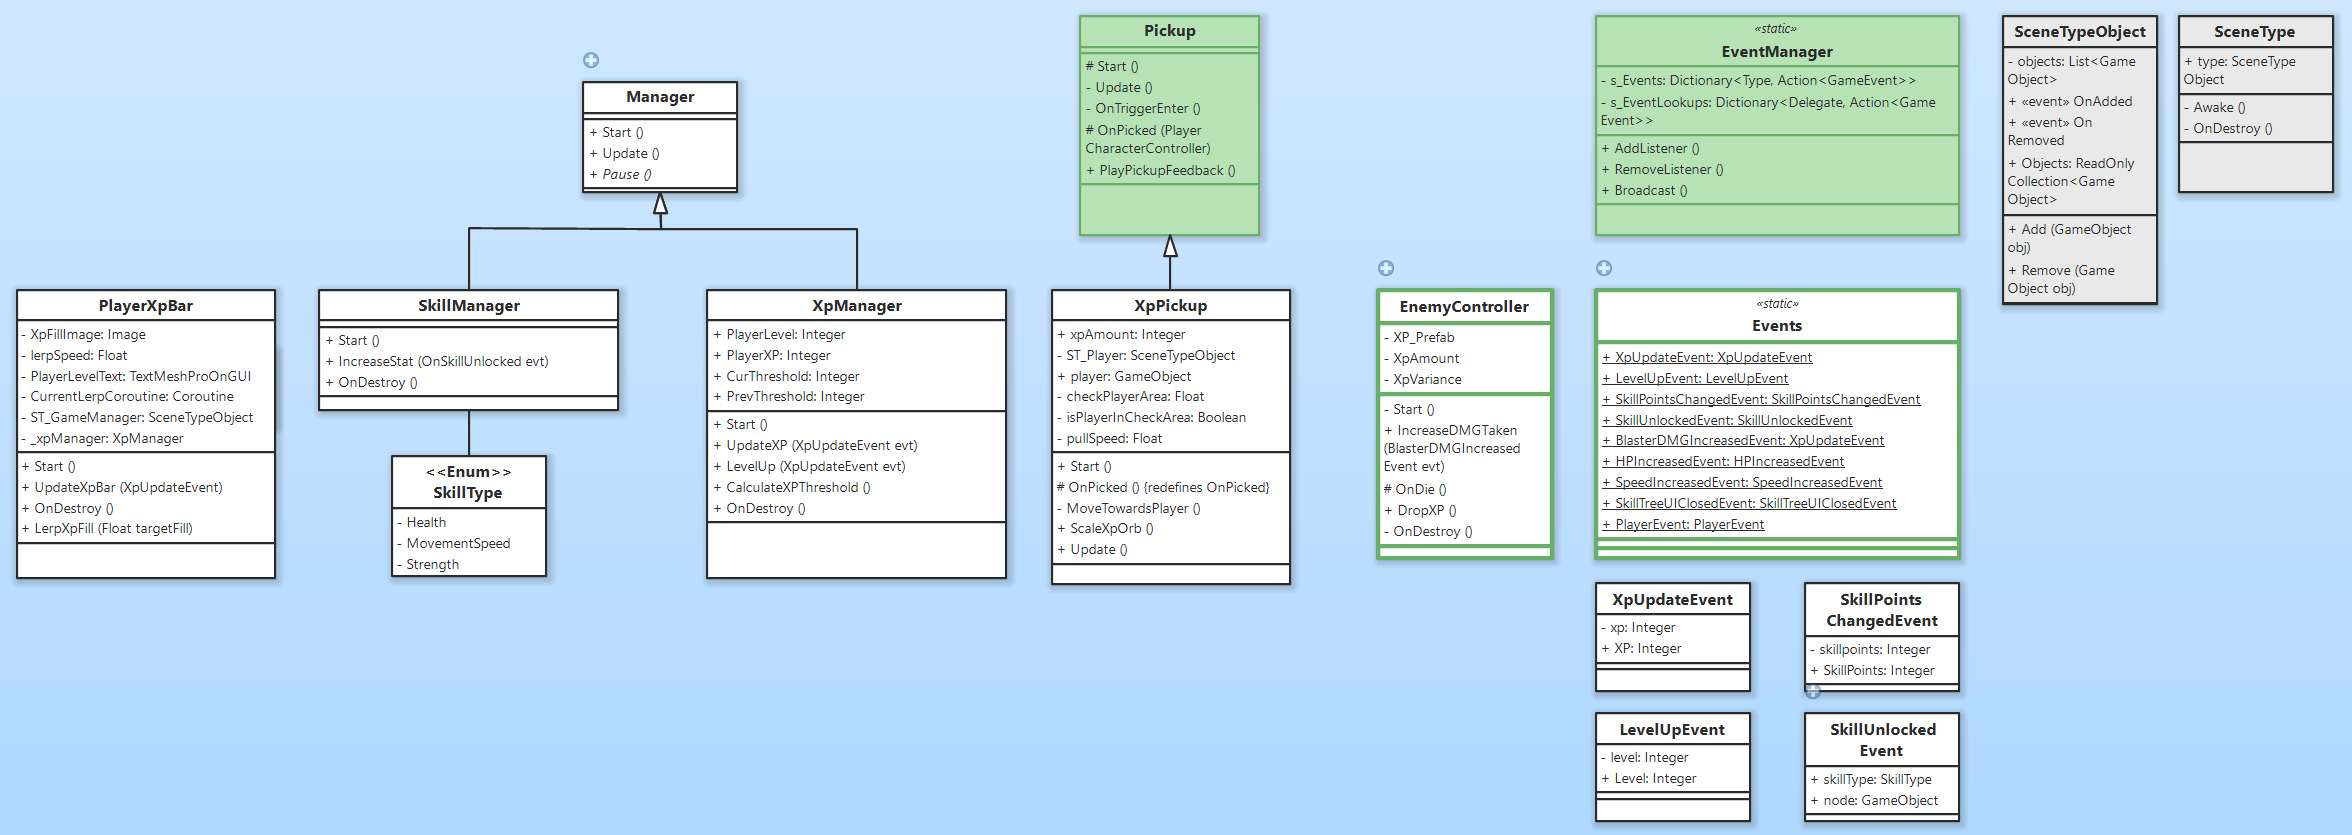 Manager
+ Start ()
+ Update ()
+ Pause ()
PlayerXpBar
- XpFillImage: Image
- lerpSpeed: Float
- PlayerLevelText: TextMeshProOnGUI
- CurrentLerpCoroutine: Coroutine
- ST_GameManager: SceneTypeObject
- _xpManager: XpManager
+ Start ()
+ UpdateXpBar (XpUpdateEvent)
+ OnDestroy ()
+ LerpXpFill (Float targetFill)
SkillManager
+ Start ()
+ IncreaseStat (OnSkillUnlocked evt)
+ OnDestroy ()
<<Enum>>
SkillType
- Health
- MovementSpeed
- Strength
XpManager
+ PlayerLevel: Integer
+ PlayerXP: Integer
+ CurThreshold: Integer
+ PrevThreshold: Integer
+ Start ()
+ UpdateXP (XpUpdateEvent evt)
+ LevelUp (XpUpdateEvent evt)
+ CalculateXPThreshold ()
+ OnDestroy ()
Pickup
# Start ()
- Update ()
- OnTriggerEnter ()
# OnPicked (Player
CharacterController)
+ PlayPickupFeedback ()
XpPickup
+ xpAmount: Integer
- ST_Player: SceneTypeObject
+ player: GameObject
- checkPlayerArea: Float
- isPlayerInCheckArea: Boolean
- pullSpeed: Float
+ Start ()
# OnPicked () {redefines OnPicked}
- MoveTowardsPlayer ()
+ ScaleXpOrb ()
+ Update ()
EnemyController
- XP_Prefab
- XpAmount
- XpVariance
- Start ()
+ IncreaseDMGTaken
(BlasterDMGIncreased
Event evt)
# OnDie ()
+ DropXP ()
- OnDestroy ()
«static»
EventManager
- s_Events: Dictionary<Type, Action<GameEvent>>
- s_EventLookups: Dictionary<Delegate, Action<Game
Event>>
+ AddListener ()
+ RemoveListener ()
+ Broadcast ()
«static»
Events
+ XpUpdateEvent: XpUpdateEvent
+ LevelUpEvent: LevelUpEvent
+ SkillPointsChangedEvent: SkillPointsChangedEvent
+ SkillUnlockedEvent: SkillUnlockedEvent
+ BlasterDMGIncreasedEvent: XpUpdateEvent
+ HPIncreasedEvent: HPIncreasedEvent
+ SpeedIncreasedEvent: SpeedIncreasedEvent
+ SkillTreeUIClosedEvent: SkillTreeUIClosedEvent
+ PlayerEvent: PlayerEvent
XpUpdateEvent
- xp: Integer
+ XP: Integer
SkillPoints
ChangedEvent
- skillpoints: Integer
+ SkillPoints: Integer
LevelUpEvent
- level: Integer
+ Level: Integer
SkillUnlocked
Event
+ skillType: SkillType
+ node: GameObject
SceneTypeObject
- objects: List<Game
Object>
+ «event» OnAdded
+ «event» On
Removed
+ Objects: ReadOnly
Collection<Game
Object>
+ Add (GameObject
obj)
+ Remove (Game
Object obj)
SceneType
+ type: SceneType
Object
- Awake ()
- OnDestroy ()